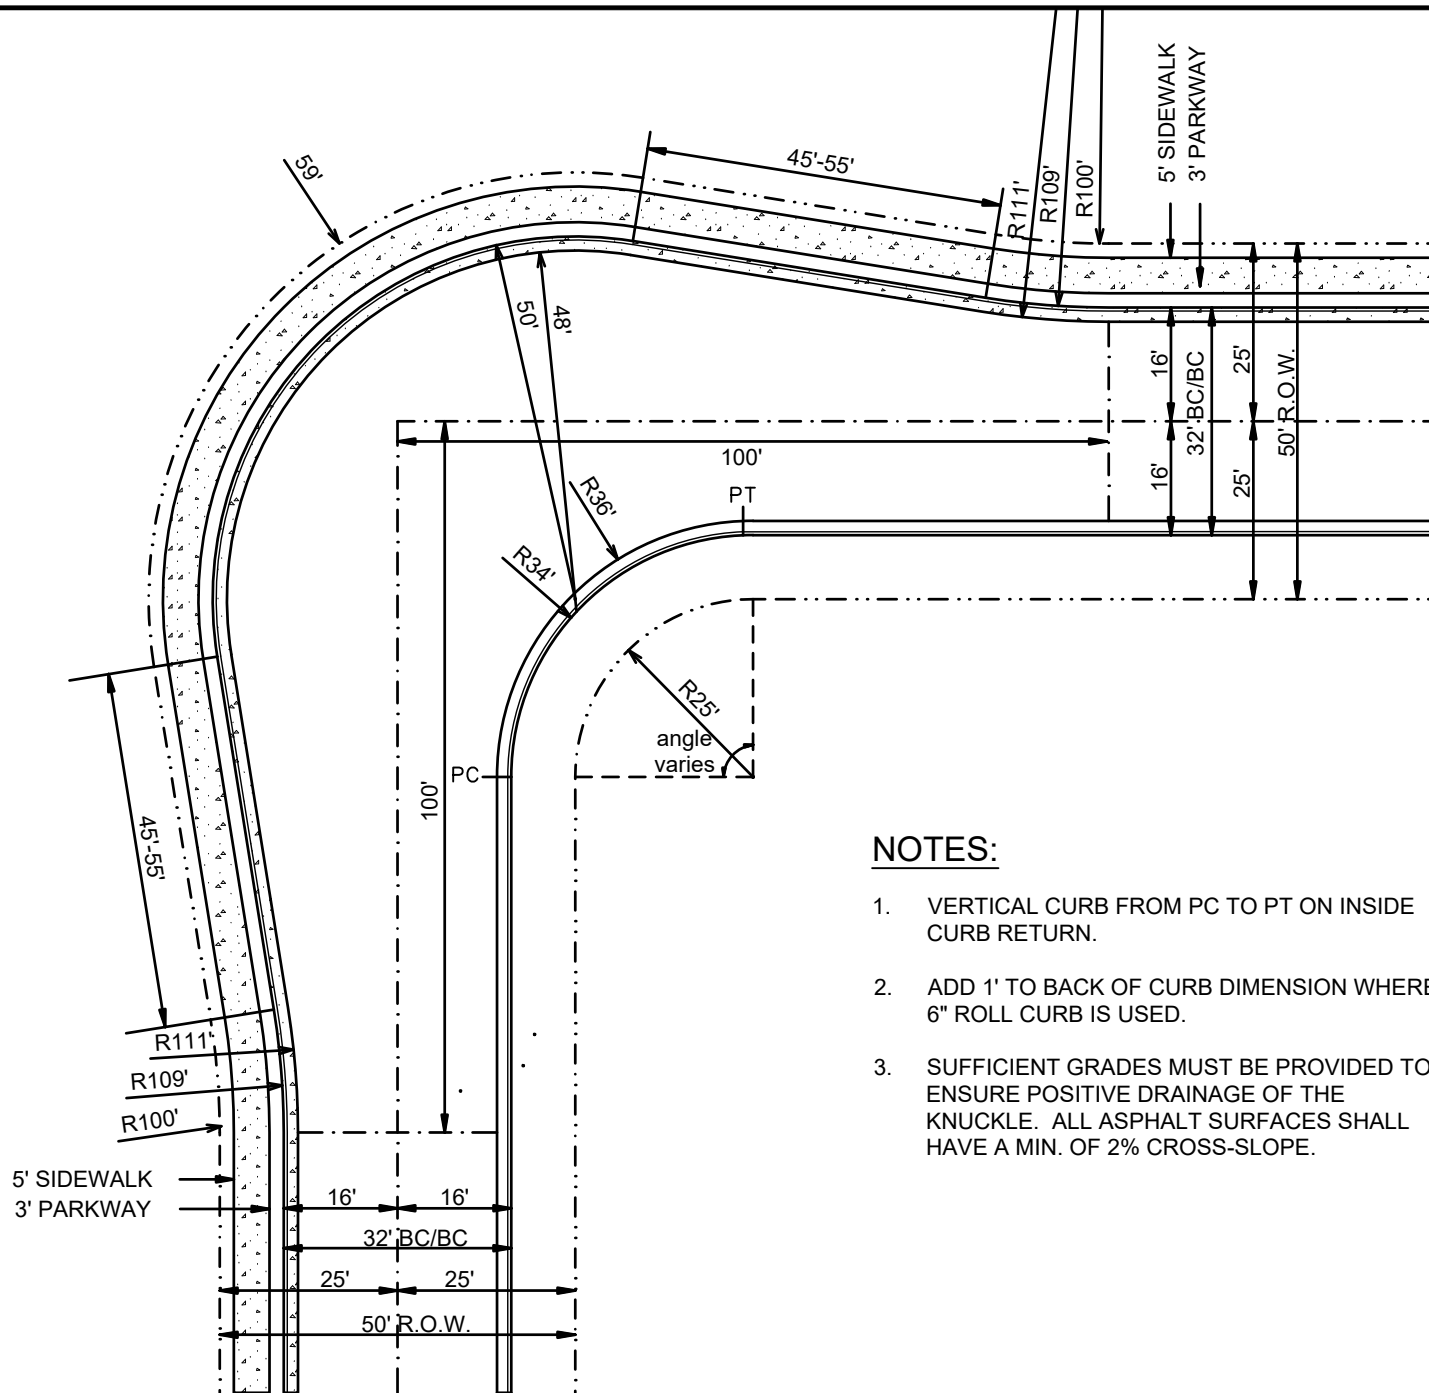 59'
45'-55'
R111'
R109'
R100'
5' SIDEWALK
3' PARKWAY
50'
48'
16'
32' BC/BC
25'
50' R.O.W.
16'
25'
100'
PT
R36'
R34'
R25'
angle
varies
PC
100'
45'-55'
R111'
R109'
R100'
5' SIDEWALK
3' PARKWAY
16'
16'
32' BC/BC
25'
25'
50' R.O.W.
NOTES:
1. VERTICAL CURB FROM PC TO PT ON INSIDE
CURB RETURN.
2. ADD 1' TO BACK OF CURB DIMENSION WHERE
6" ROLL CURB IS USED.
3. SUFFICIENT GRADES MUST BE PROVIDED TO
ENSURE POSITIVE DRAINAGE OF THE
KNUCKLE. ALL ASPHALT SURFACES SHALL
HAVE A MIN. OF 2% CROSS-SLOPE.